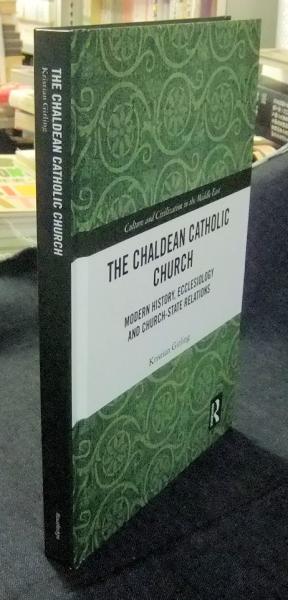 Kristian Girling
THE CHALDEAN CATHOLIC CHURCH
Routledge
Culture and Civilization in the Middle East
THE CHALDEAN CATHOLIC
CHURCH
MODERN HISTORY, ECCLESIOLOGY
AND CHURCH-STATE RELATIONS
Kristian Girling
R